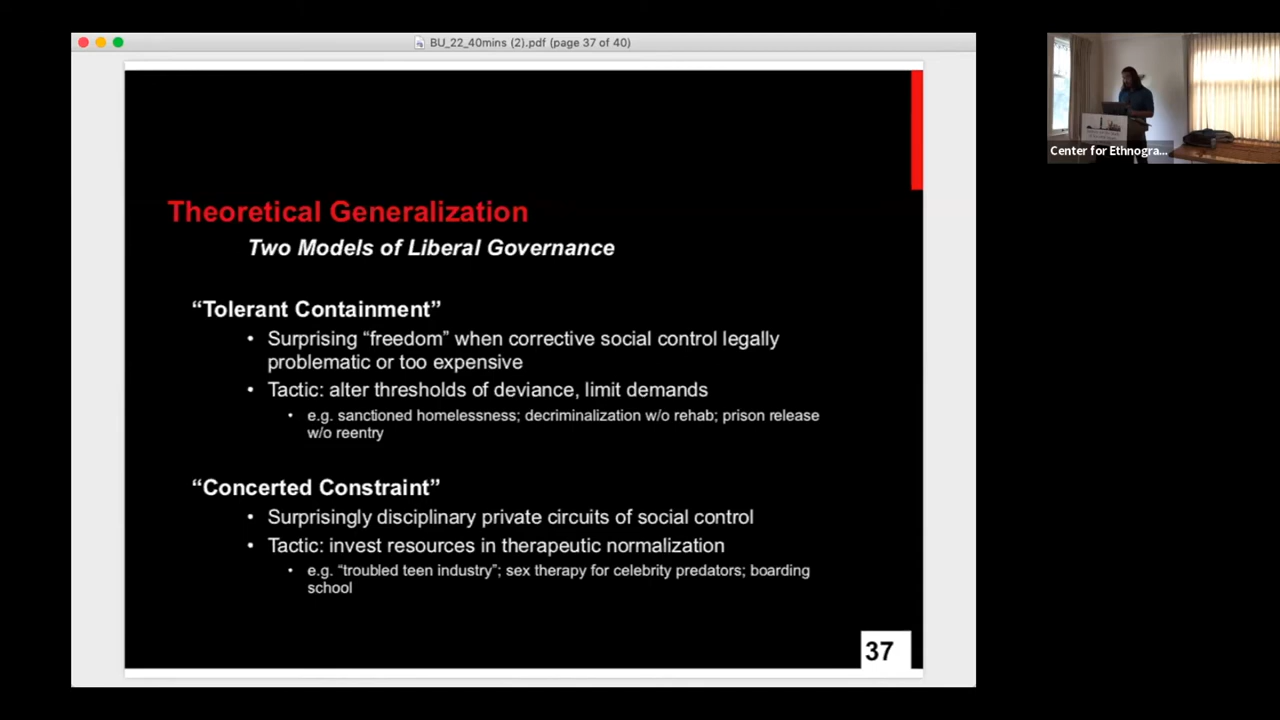 BU_22_40mins (2).pdf (page 37 of 40)
Theoretical Generalization
Two Models of Liberal Governance
“Tolerant Containment”
• Surprising “freedom” when corrective social control legally
problematic or too expensive
• Tactic: alter thresholds of deviance, limit demands
• e.g. sanctioned homelessness; decriminalization w/o rehab; prison release
w/o reentry
“Concerted Constraint”
• Surprisingly disciplinary private circuits of social control
• Tactic: invest resources in therapeutic normalization
• e.g. “troubled teen industry”; sex therapy for celebrity predators; boarding
school
37
Center for Ethnogra...